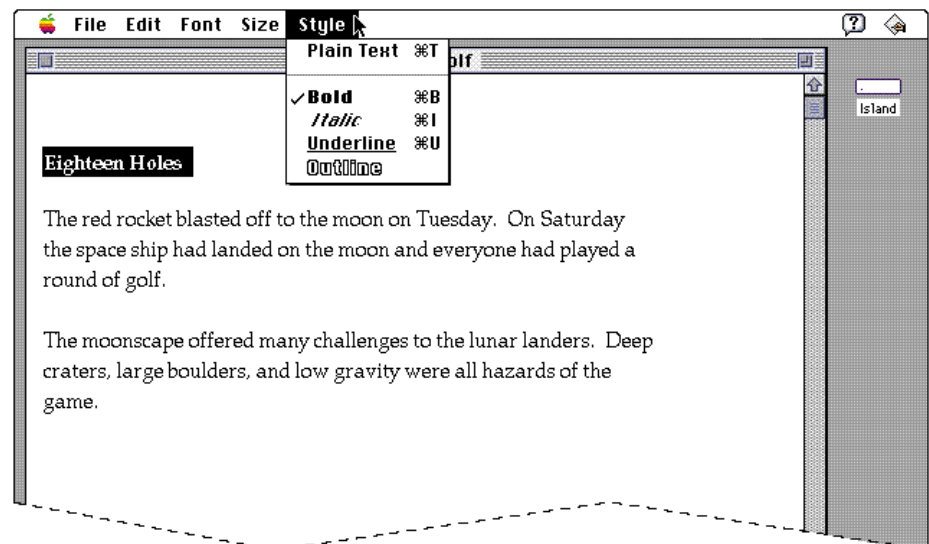 File Edit Font Size Style
Plain Text ⌘T
olf
✓Bold ⌘B
Italic ⌘I
Underline ⌘U
Outline
Island
Eighteen Holes
The red rocket blasted off to the moon on Tuesday. On Saturday
the space ship had landed on the moon and everyone had played a
round of golf.
The moonscape offered many challenges to the lunar landers. Deep
craters, large boulders, and low gravity were all hazards of the
game.